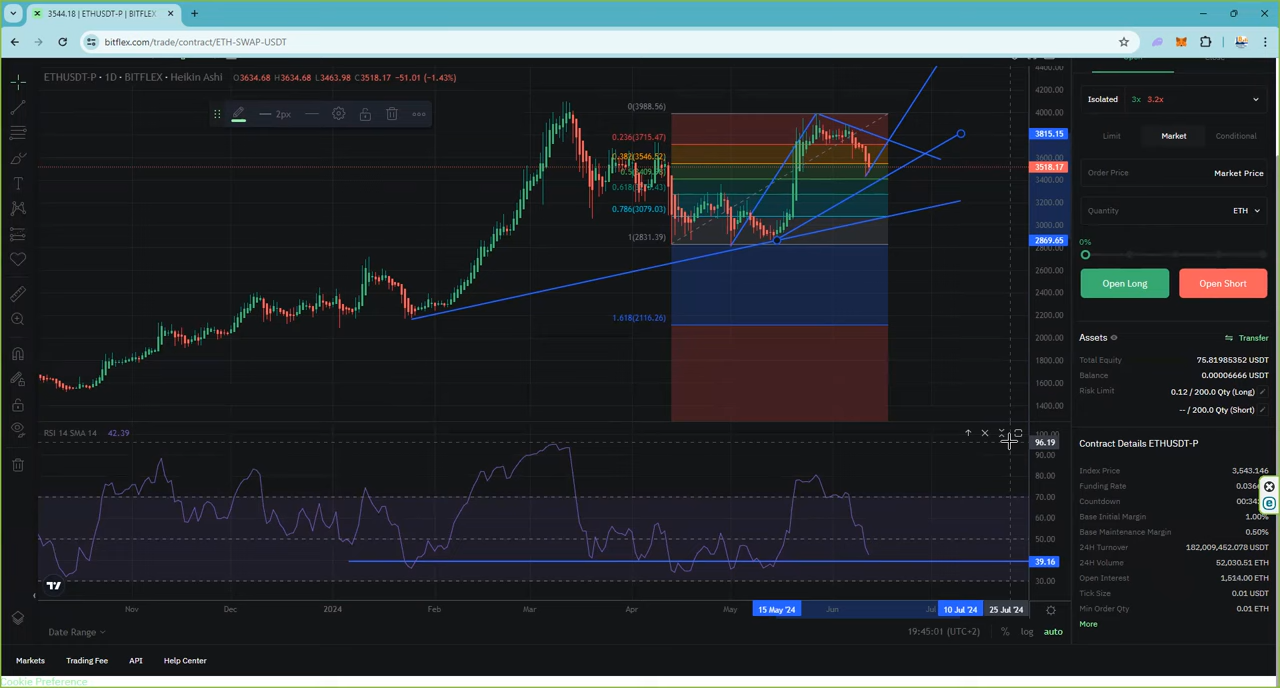 3544.18 | ETHUSDT-P | BITFLEX
bitflex.com/trade/contract/ETH-SWAP-USDT
ETHUSDT-P · 1D · BITFLEX · Heikin Ashi O3634.68 H3634.68 L3463.98 C3518.17 -51.01 (-1.43%)
2px
4400.00
4200.00
4000.00
3815.15
3600.00
3518.17
3400.00
3200.00
3000.00
2869.65
2800.00
2600.00
2400.00
2200.00
2000.00
1800.00
1600.00
1400.00
0(3988.56)
0.236(3715.47)
0.786(3079.03)
1(2831.39)
1.618(2116.26)
RSI 14 SMA 14 42.39
100.00
96.19
90.00
80.00
70.00
60.00
50.00
39.16
30.00
Nov Dec 2024 Feb Mar Apr May 15 May '24 Jun Jul 10 Jul '24 25 Jul '24
Date Range
19:45:01 (UTC+2) % log auto
Isolated 3x 3.2x
Limit Market Conditional
Order Price Market Price
Quantity ETH
0%
Open Long Open Short
Assets Transfer
Total Equity 75.81985352 USDT
Balance 0.00006666 USDT
Risk Limit 0.12 / 200.0 Qty (Long)
-- / 200.0 Qty (Short)
Contract Details ETHUSDT-P
Index Price 3,543.146
Funding Rate
Countdown
Base Initial Margin 1.00%
Base Maintenance Margin 0.50%
24H Turnover 182,009,452.078 USDT
24H Volume 52,030.51 ETH
Open Interest 1,514.00 ETH
Tick Size 0.01 USDT
Min Order Qty 0.01 ETH
More
Markets Trading Fee API Help Center
Cookie Preference